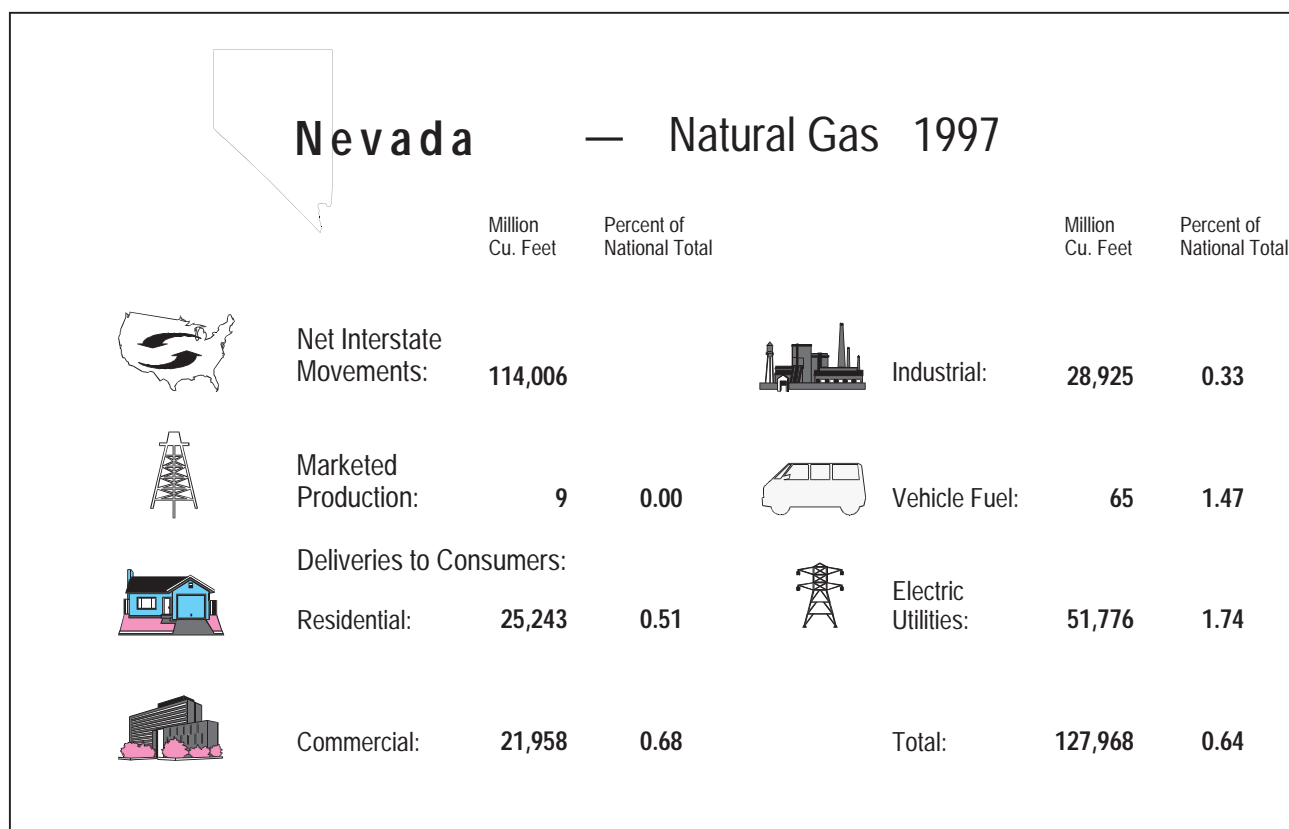 Nevada — Natural Gas 1997
Million Cu. Feet
Percent of National Total
Million Cu. Feet
Percent of National Total
Net Interstate
Movements: 114,006
Marketed
Production: 9 0.00
Deliveries to Consumers:
Residential: 25,243 0.51
Commercial: 21,958 0.68
Industrial: 28,925 0.33
Vehicle Fuel: 65 1.47
Electric
Utilities: 51,776 1.74
Total: 127,968 0.64